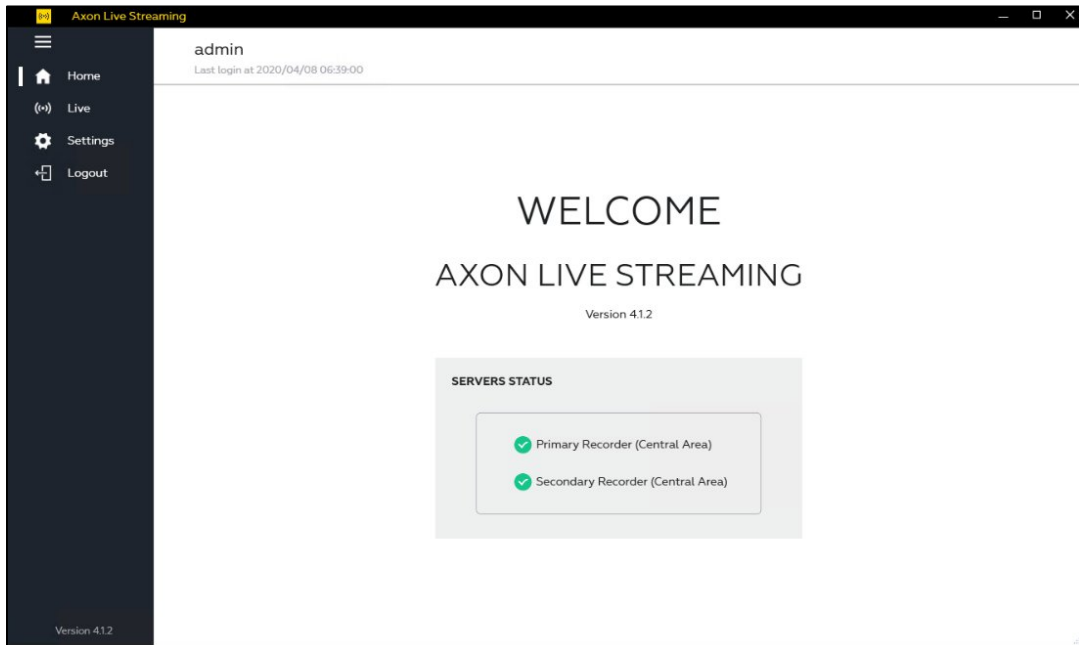 Axon Live Streaming
admin
Last login at 2020/04/08 06:39:00
Home
Live
Settings
Logout
WELCOME
AXON LIVE STREAMING
Version 4.1.2
SERVERS STATUS
Primary Recorder (Central Area)
Secondary Recorder (Central Area)
Version 4.1.2